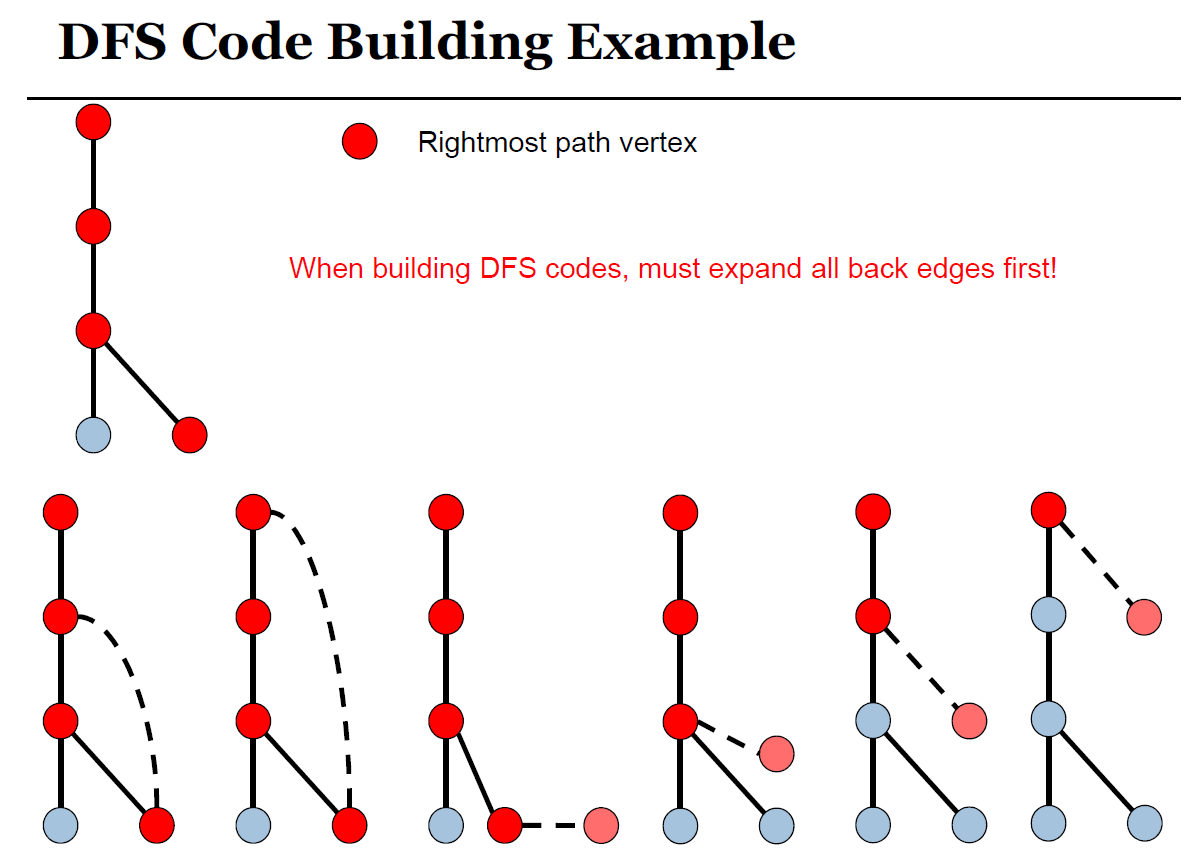 DFS Code Building Example
Rightmost path vertex
When building DFS codes, must expand all back edges first!